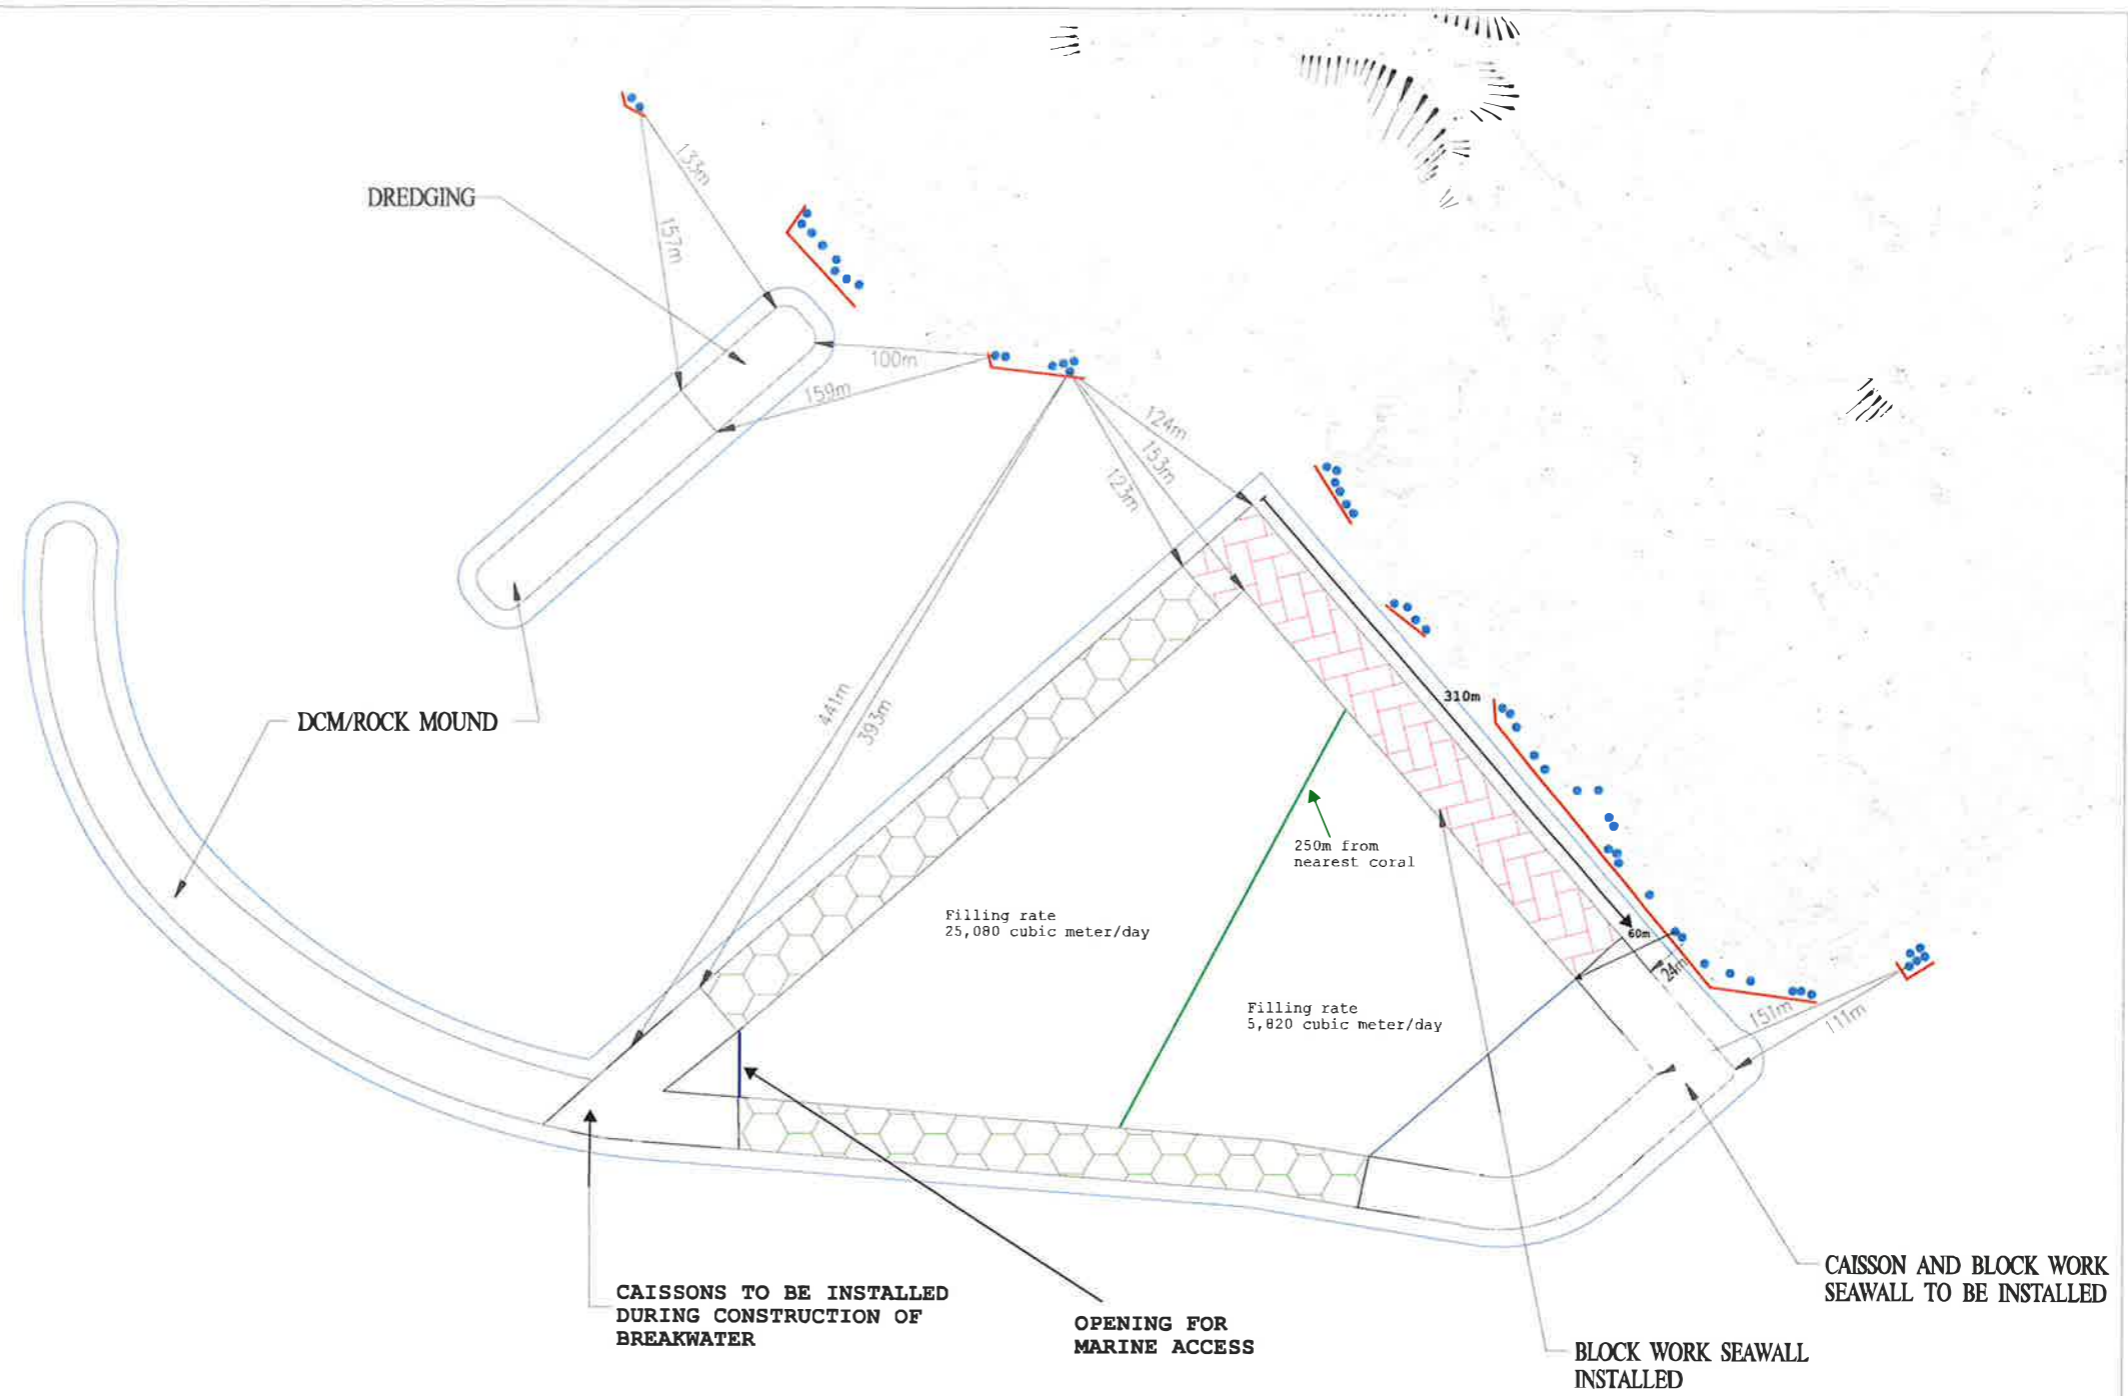 133m
DREDGING
157m
100m
159m
124m
153m
123m
441m
393m
310m
DCM/ROCK MOUND
250m from
nearest coral
Filling rate
25,080 cubic meter/day
60m
24m
Filling rate
5,820 cubic meter/day
151m
111m
CAISSONS TO BE INSTALLED
DURING CONSTRUCTION OF
BREAKWATER
OPENING FOR
MARINE ACCESS
CAISSON AND BLOCK WORK
SEAWALL TO BE INSTALLED
BLOCK WORK SEAWALL
INSTALLED